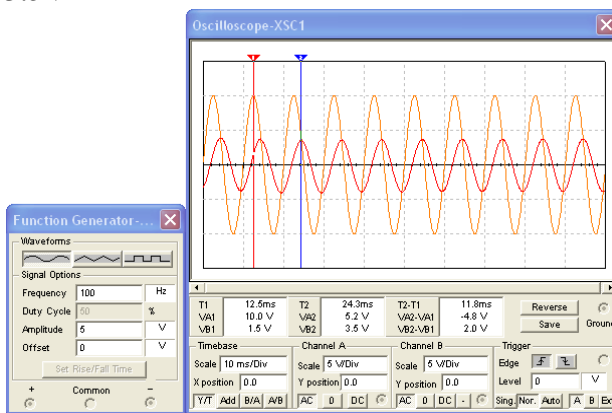 Oscilloscope-XSC1
1 2
T1 12.5ms T2 24.3ms T2-T1 11.8ms Reverse
VA1 10.0 V VA2 5.2 V VA2-VA1 -4.8 V
VB1 1.5 V VB2 3.5 V VB2-VB1 2.0 V Save Ground
Timebase Channel A Channel B Trigger
Scale 10 ms/Div Scale 5 V/Div Scale 5 V/Div Edge
X position 0.0 Y position 0.0 Y position 0.0 Level 0 V
Y/T Add B/A A/B AC 0 DC AC 0 DC - Sing. Nor. Auto A B Ext
Function Generator-...
Waveforms
Signal Options
Frequency 100 Hz
Duty Cycle 50 %
Amplitude 5 V
Offset 0 V
Set Rise/Fall Time
+ Common -